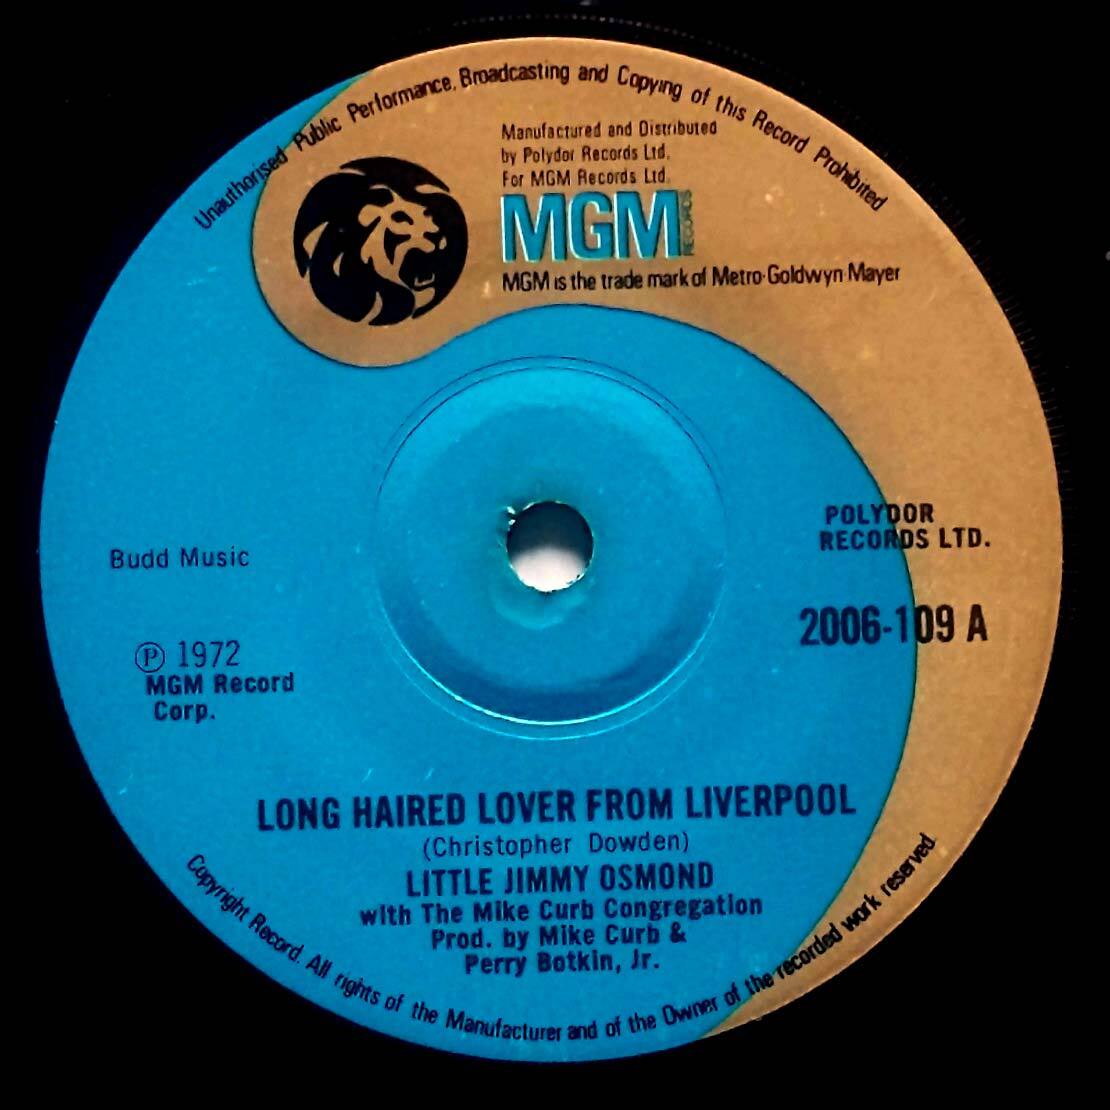 Unauthorised Public Performance, Broadcasting and Copying of this Record Prohibited
Manufactured and Distributed
by Polydor Records Ltd.
For MGM Records Ltd.
MGM RECORDS
MGM is the trade mark of Metro-Goldwyn-Mayer
POLYDOR
RECORDS LTD.
2006-109 A
Budd Music
Ⓟ 1972
MGM Record
Corp.
LONG HAIRED LOVER FROM LIVERPOOL
(Christopher Dowden)
LITTLE JIMMY OSMOND
with The Mike Curb Congregation
Prod. by Mike Curb &
Perry Botkin, Jr.
Copyright Record. All rights of the Manufacturer and of the Owner of the recorded work reserved.